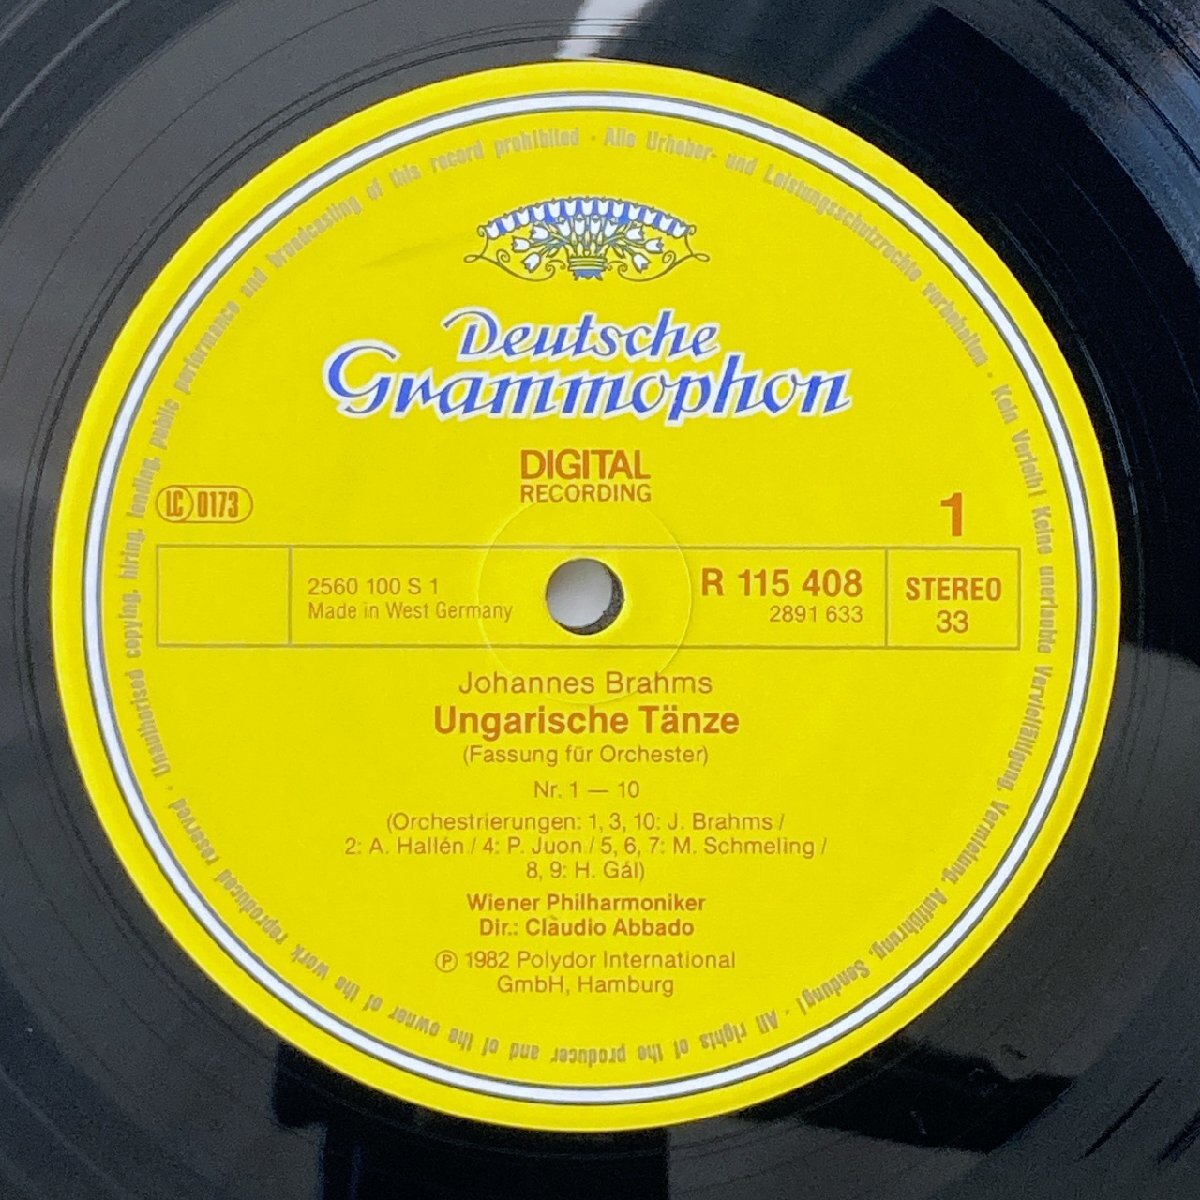 Deutsche
Grammophon
DIGITAL
RECORDING
LC 0173
1
2560 100 S 1
Made in West Germany
R 115 408
2891 633
STEREO
33
Johannes Brahms
Ungarische Tänze
(Fassung für Orchester)
Nr. 1 — 10
(Orchestrierungen: 1, 3, 10: J. Brahms /
2: A. Hallén / 4: P. Juon / 5, 6, 7: M. Schmeling /
8, 9: H. Gál)
Wiener Philharmoniker
Dir.: Claudio Abbado
Ⓟ 1982 Polydor International
GmbH, Hamburg
Alle Urheber- und Leistungsschutzrechte vorbehalten · Kein Verleih! Keine unerlaubte Vervielfältigung, Vermietung, Aufführung, Sendung! · All rights of the producer and of the owner of the work reproduced reserved · Unauthorised copying, hiring, lending, public performance and broadcasting of this record prohibited ·